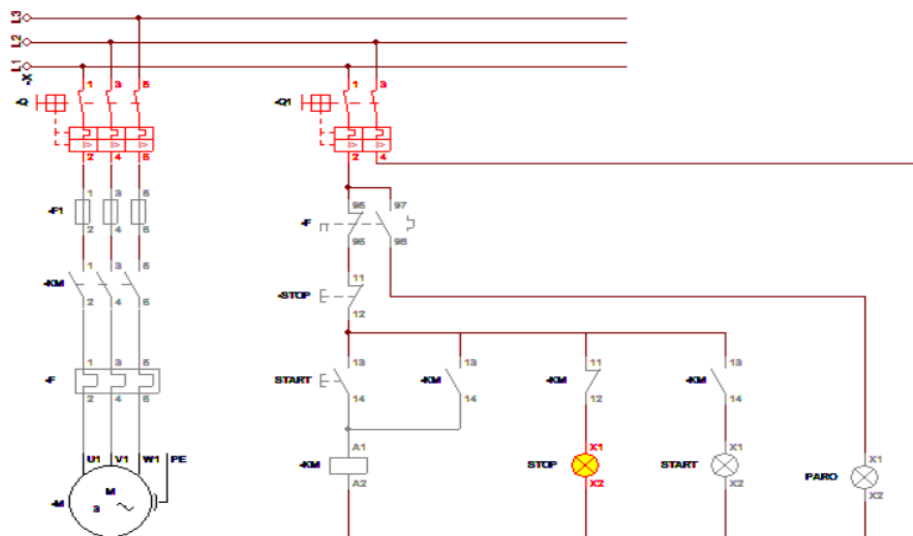 L3
L2
L1
-X
1 3 5
-Q
2 4 6
1 3
-Q1
2 4
1 3 5
-F1
2 4 6
95 97
-F
96 98
1 3 5
-KM
2 4 6
11
-STOP
12
1 3 5
-F
2 4 6
13
START
14
13
-KM
14
11
-KM
12
13
-KM
14
U1 V1 W1 PE
M
3
-M
A1
-KM
A2
X1
STOP
X2
X1
START
X2
X1
PARO
X2